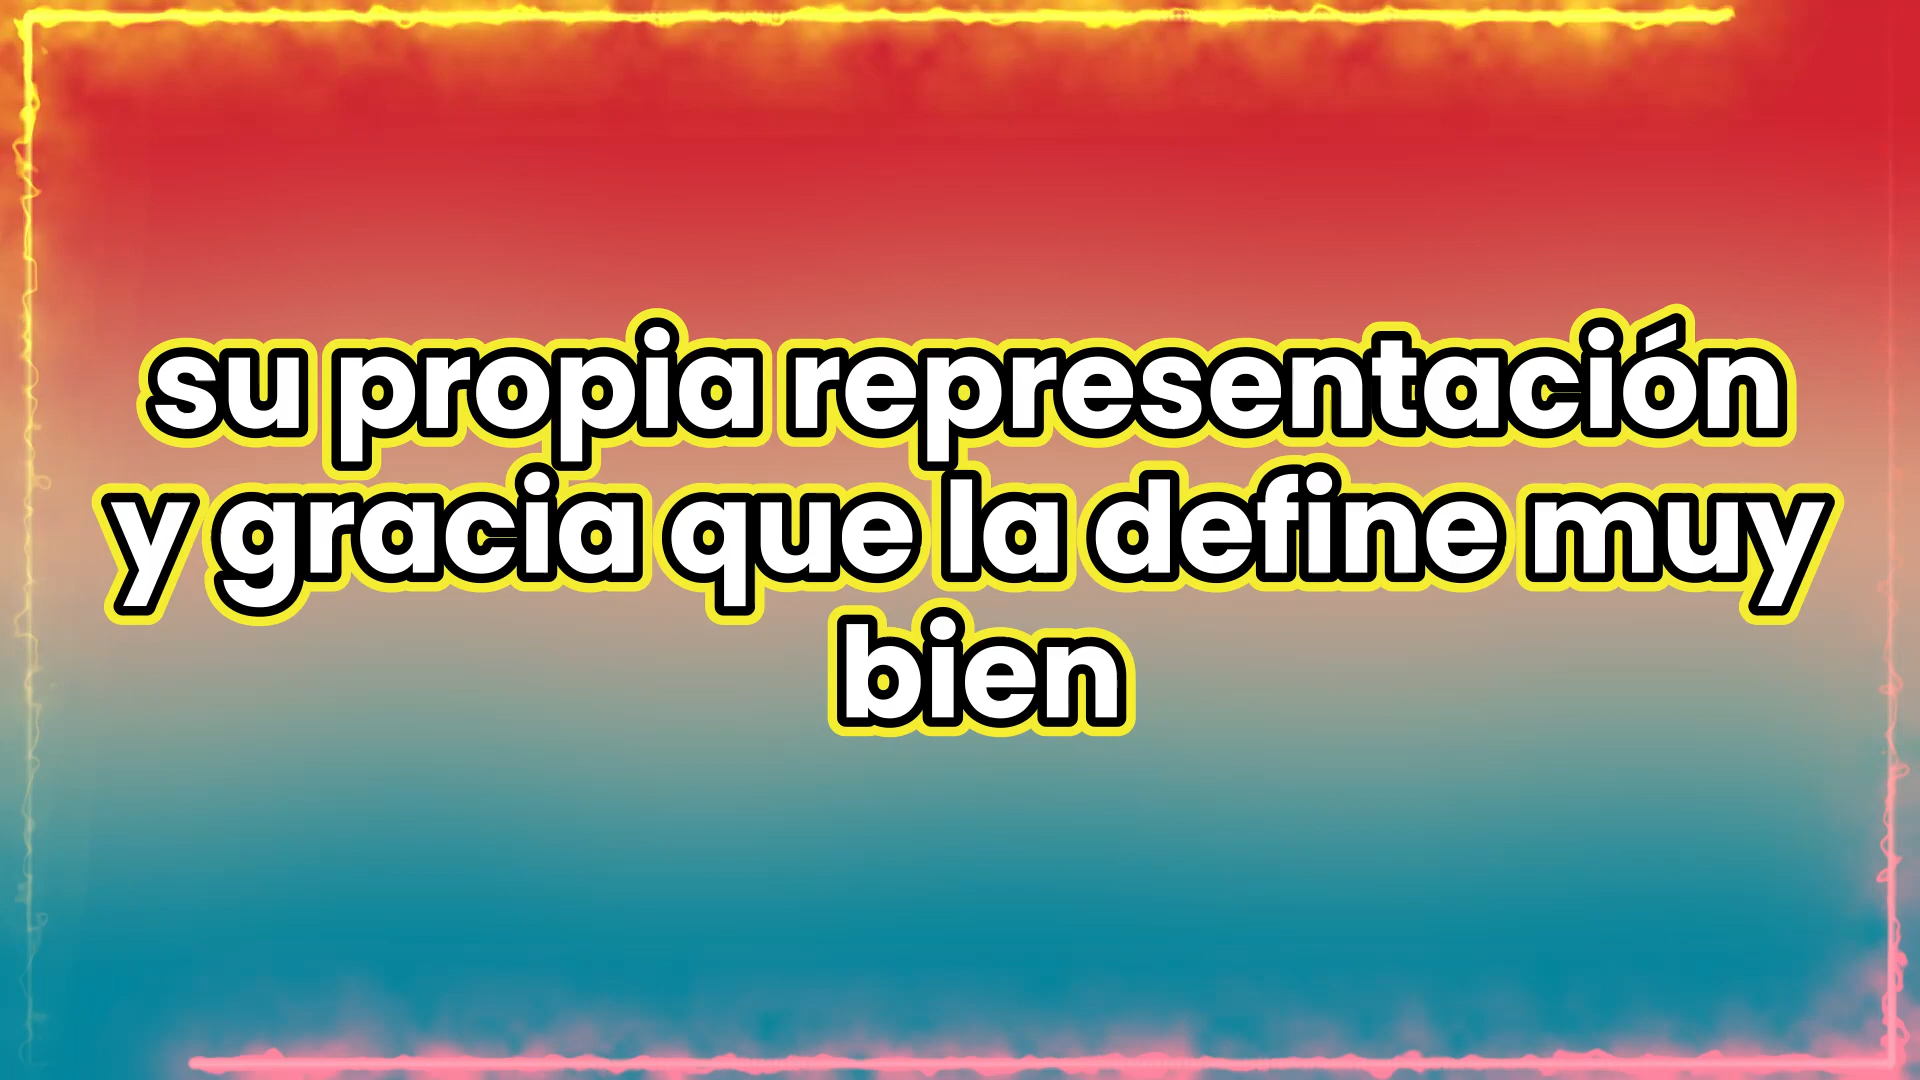 su propia representación
y gracia que la define muy
bien